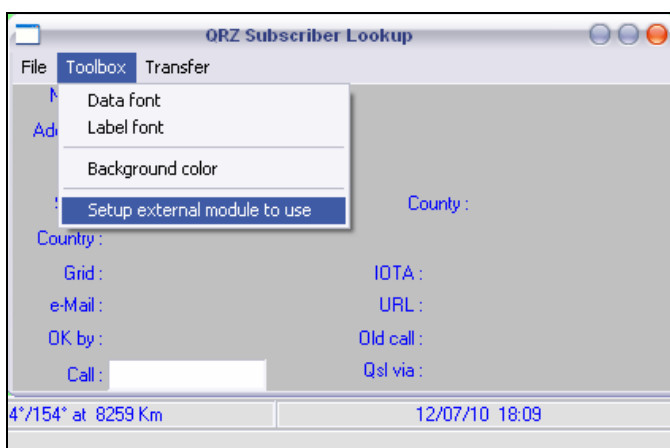 QRZ Subscriber Lookup
File Toolbox Transfer
Data font
Label font
Background color
Setup external module to use
County :
Country :
Grid : IOTA :
e-Mail : URL :
OK by : Old call :
Call : Qsl via :
4°/154° at 8259 Km 12/07/10 18:09